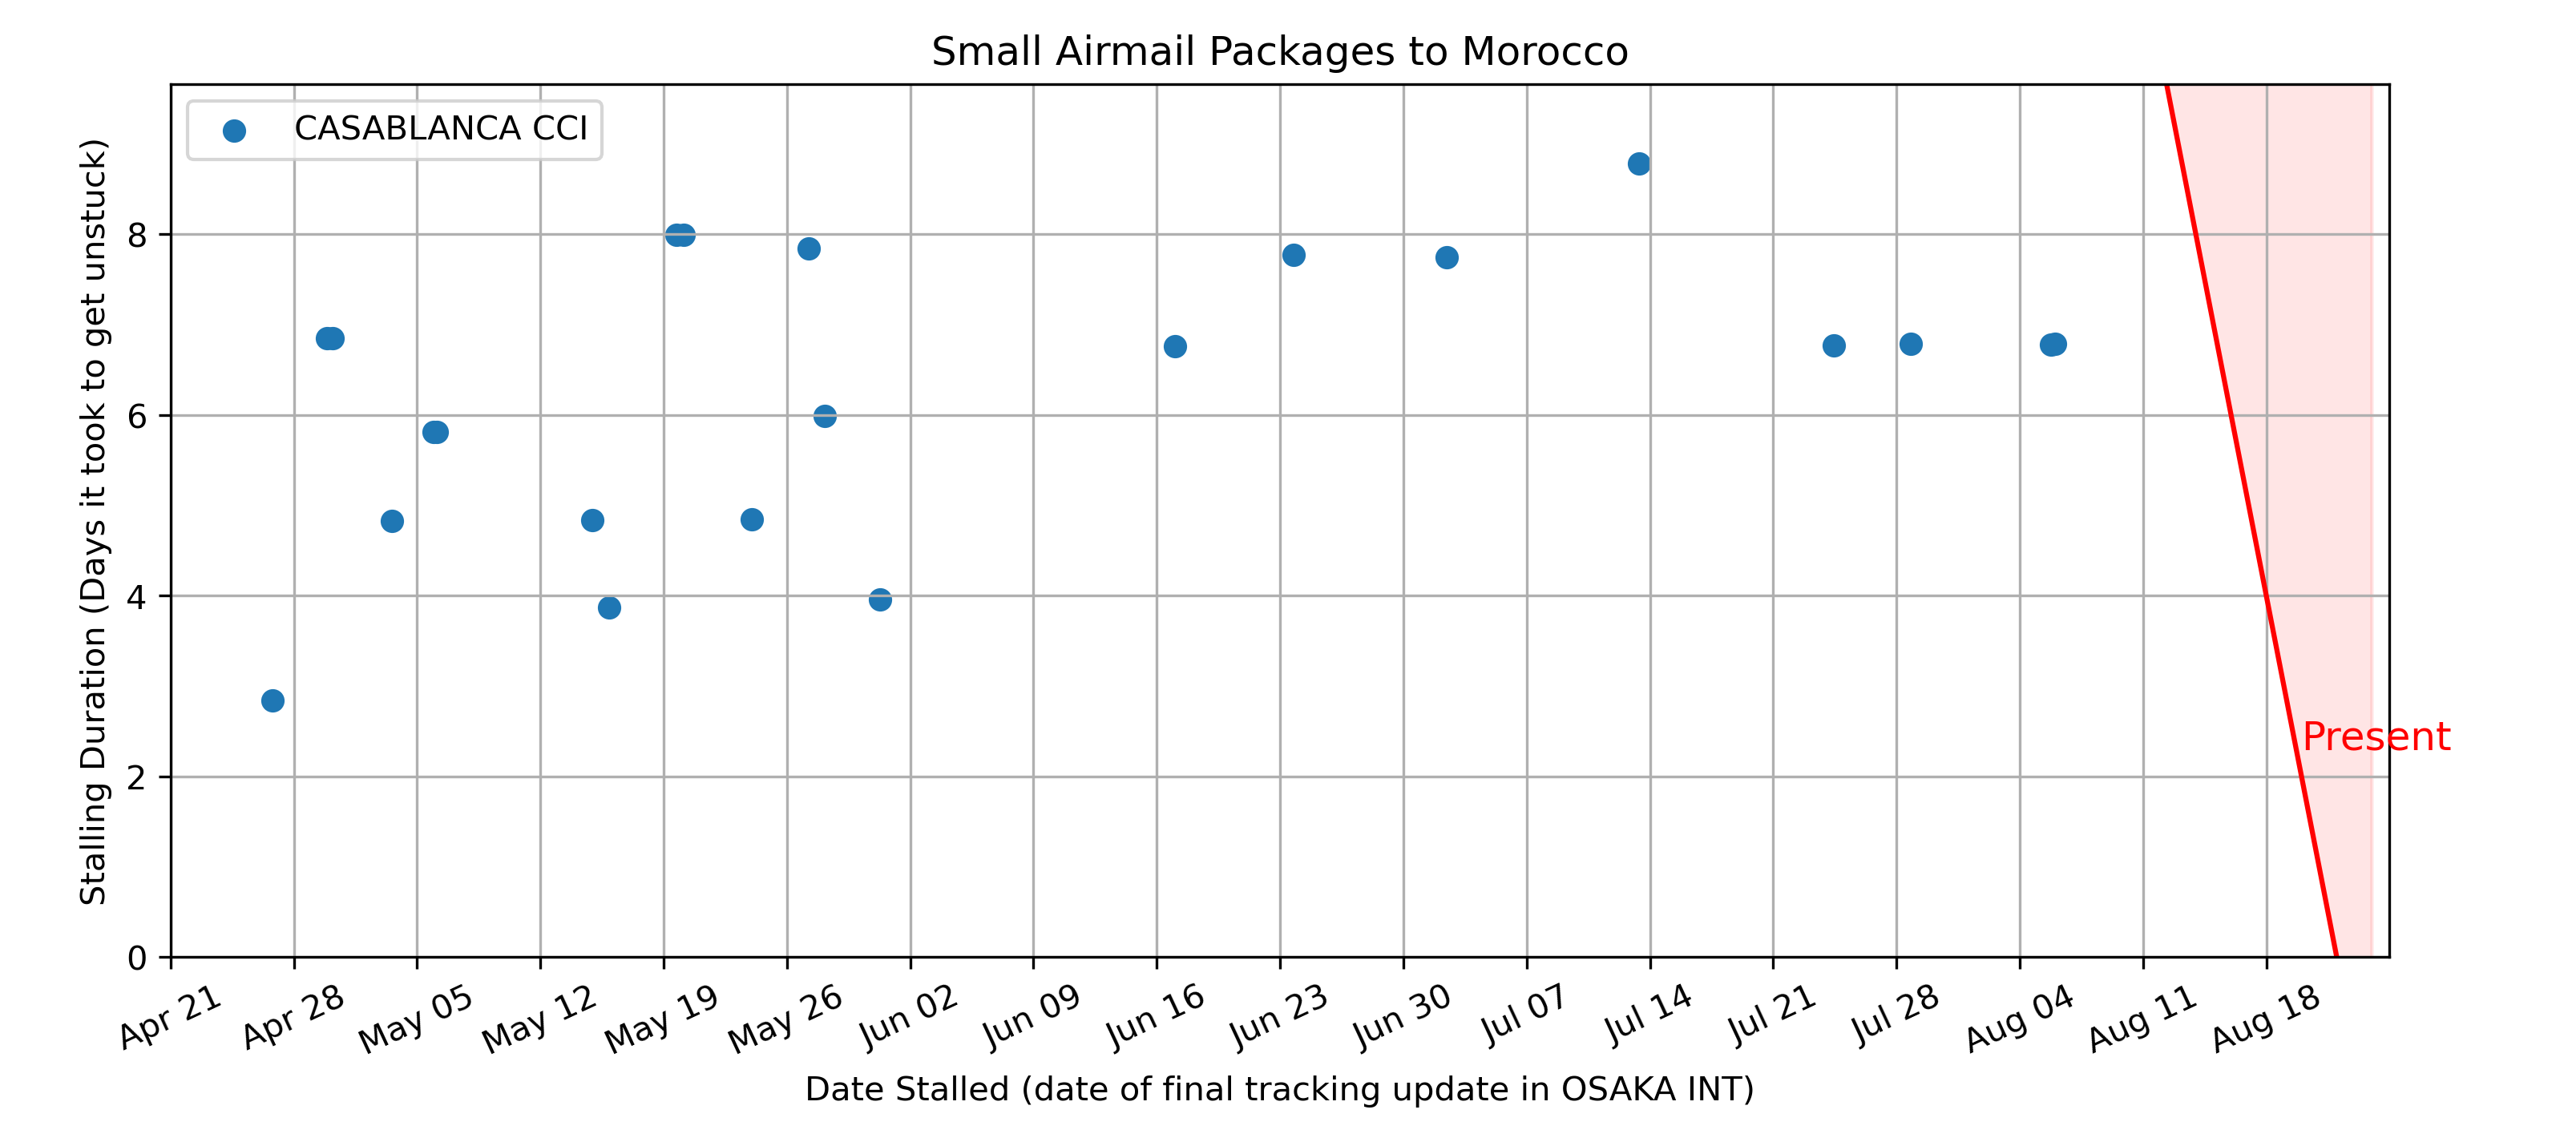 Small Airmail Packages to Morocco
CASABLANCA CCI
Stalling Duration (Days it took to get unstuck)
8
6
4
2
0
Present
Apr 21
Apr 28
May 05
May 12
May 19
May 26
Jun 02
Jun 09
Jun 16
Jun 23
Jun 30
Jul 07
Jul 14
Jul 21
Jul 28
Aug 04
Aug 11
Aug 18
Date Stalled (date of final tracking update in OSAKA INT)